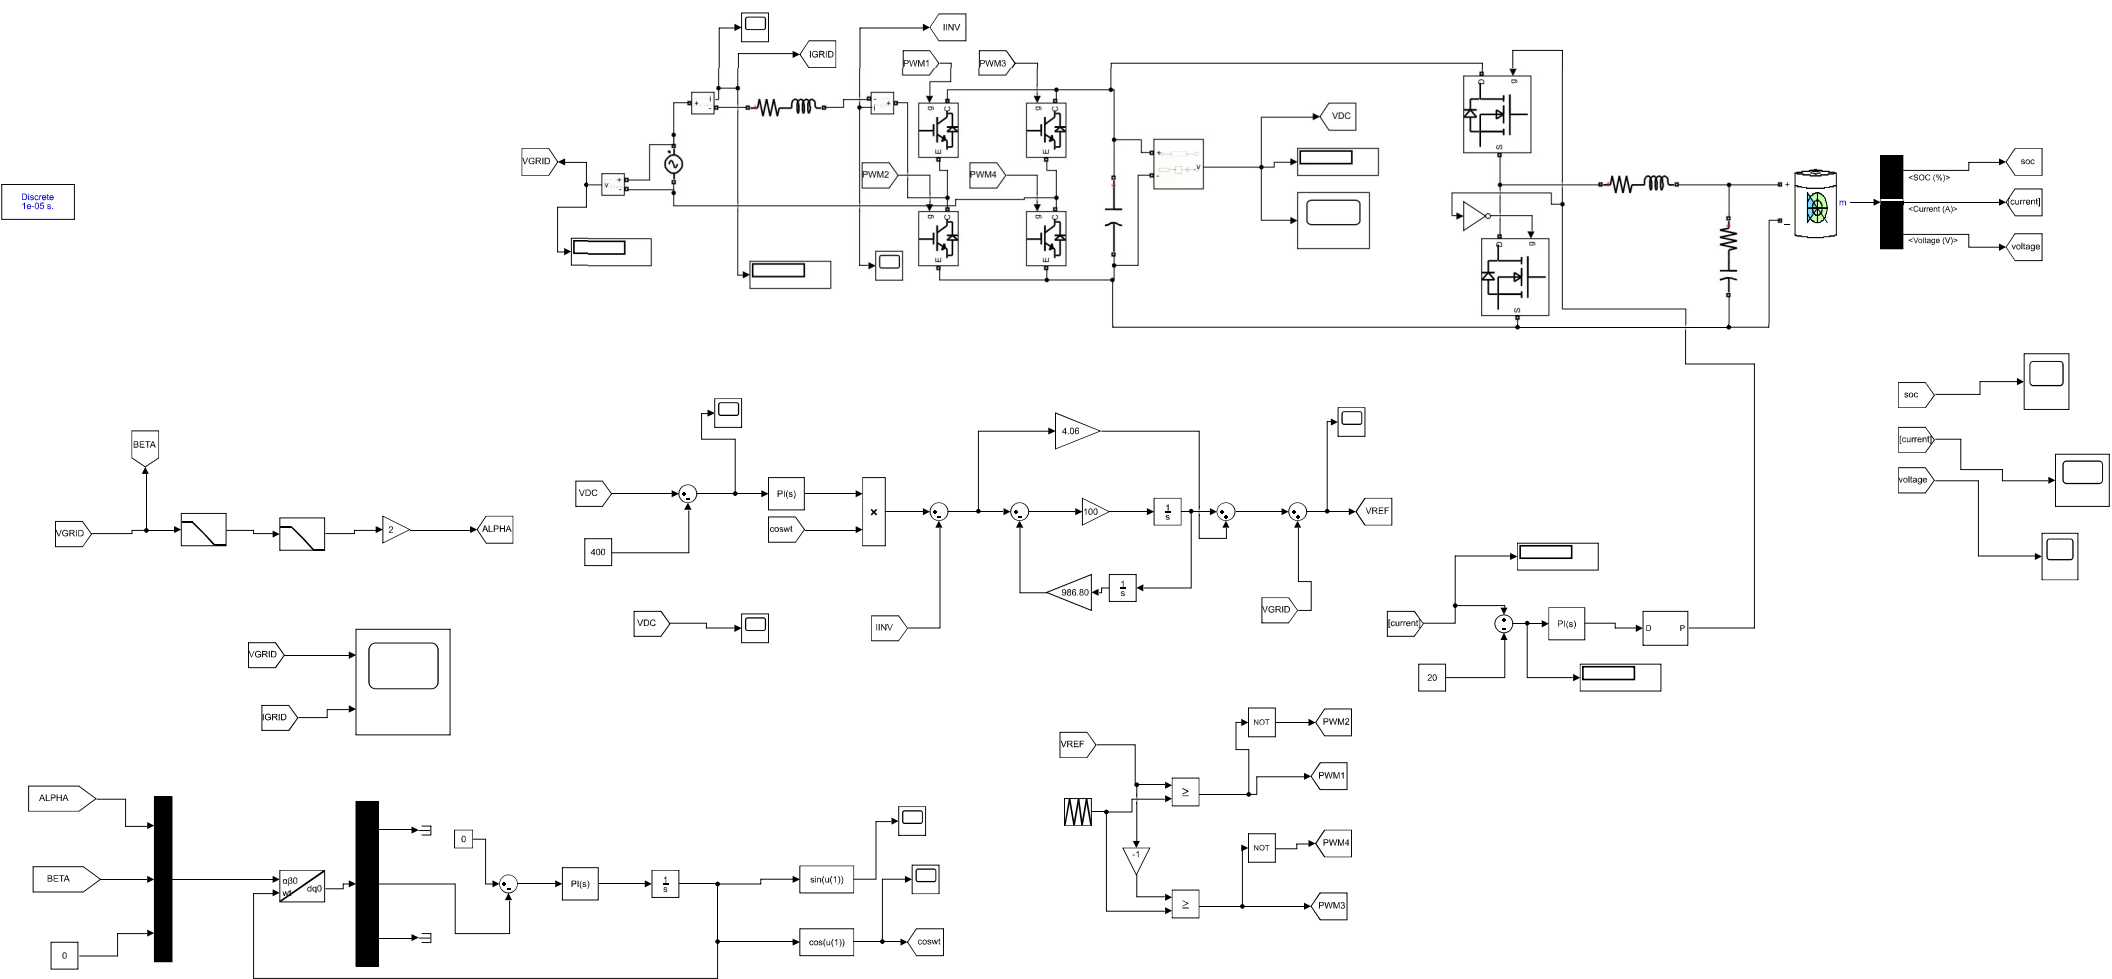 IINV
IGRID
PWM1
PWM3
g
C
E
g
C
E
i
+
-
-
i
+
VGRID
v
+
-
PWM2
PWM4
g
C
E
g
C
E
+
-
v
VDC
D
g
S
D
g
S
+
m
−
<SOC (%)>
<Current (A)>
<Voltage (V)>
soc
[current]
voltage
Discrete
1e-05 s.
BETA
VGRID
2
ALPHA
VDC
400
PI(s)
coswt
×
4.06
100
1
s
986.80
1
s
IINV
VGRID
VREF
VDC
soc
[current]
voltage
[current]
20
PI(s)
D
P
VGRID
IGRID
VREF
-1
≥
≥
NOT
NOT
PWM2
PWM1
PWM4
PWM3
ALPHA
BETA
0
αβ0
wt
dq0
0
PI(s)
1
s
sin(u(1))
cos(u(1))
coswt